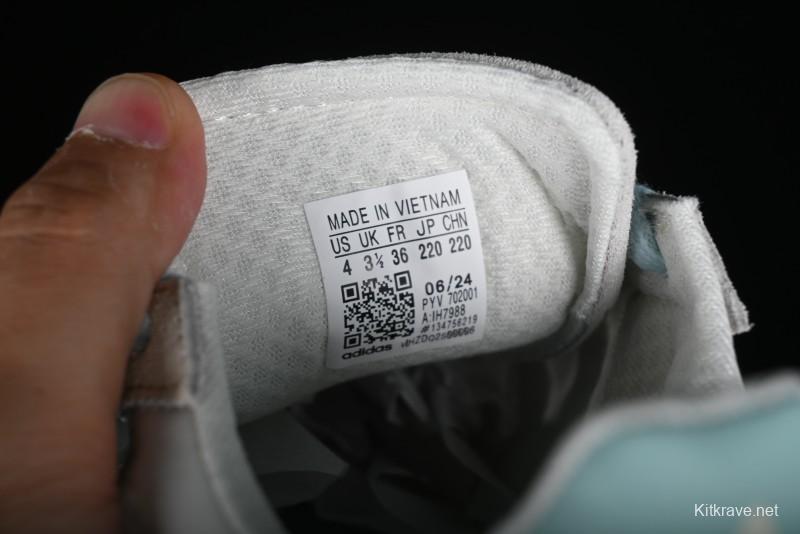 MADE IN VIETNAM
US UK FR JP CHN
4 3½ 36 220 220
06/24
PYV 702001
A:IH7988
#134756219
adidas
Kitkrave.net